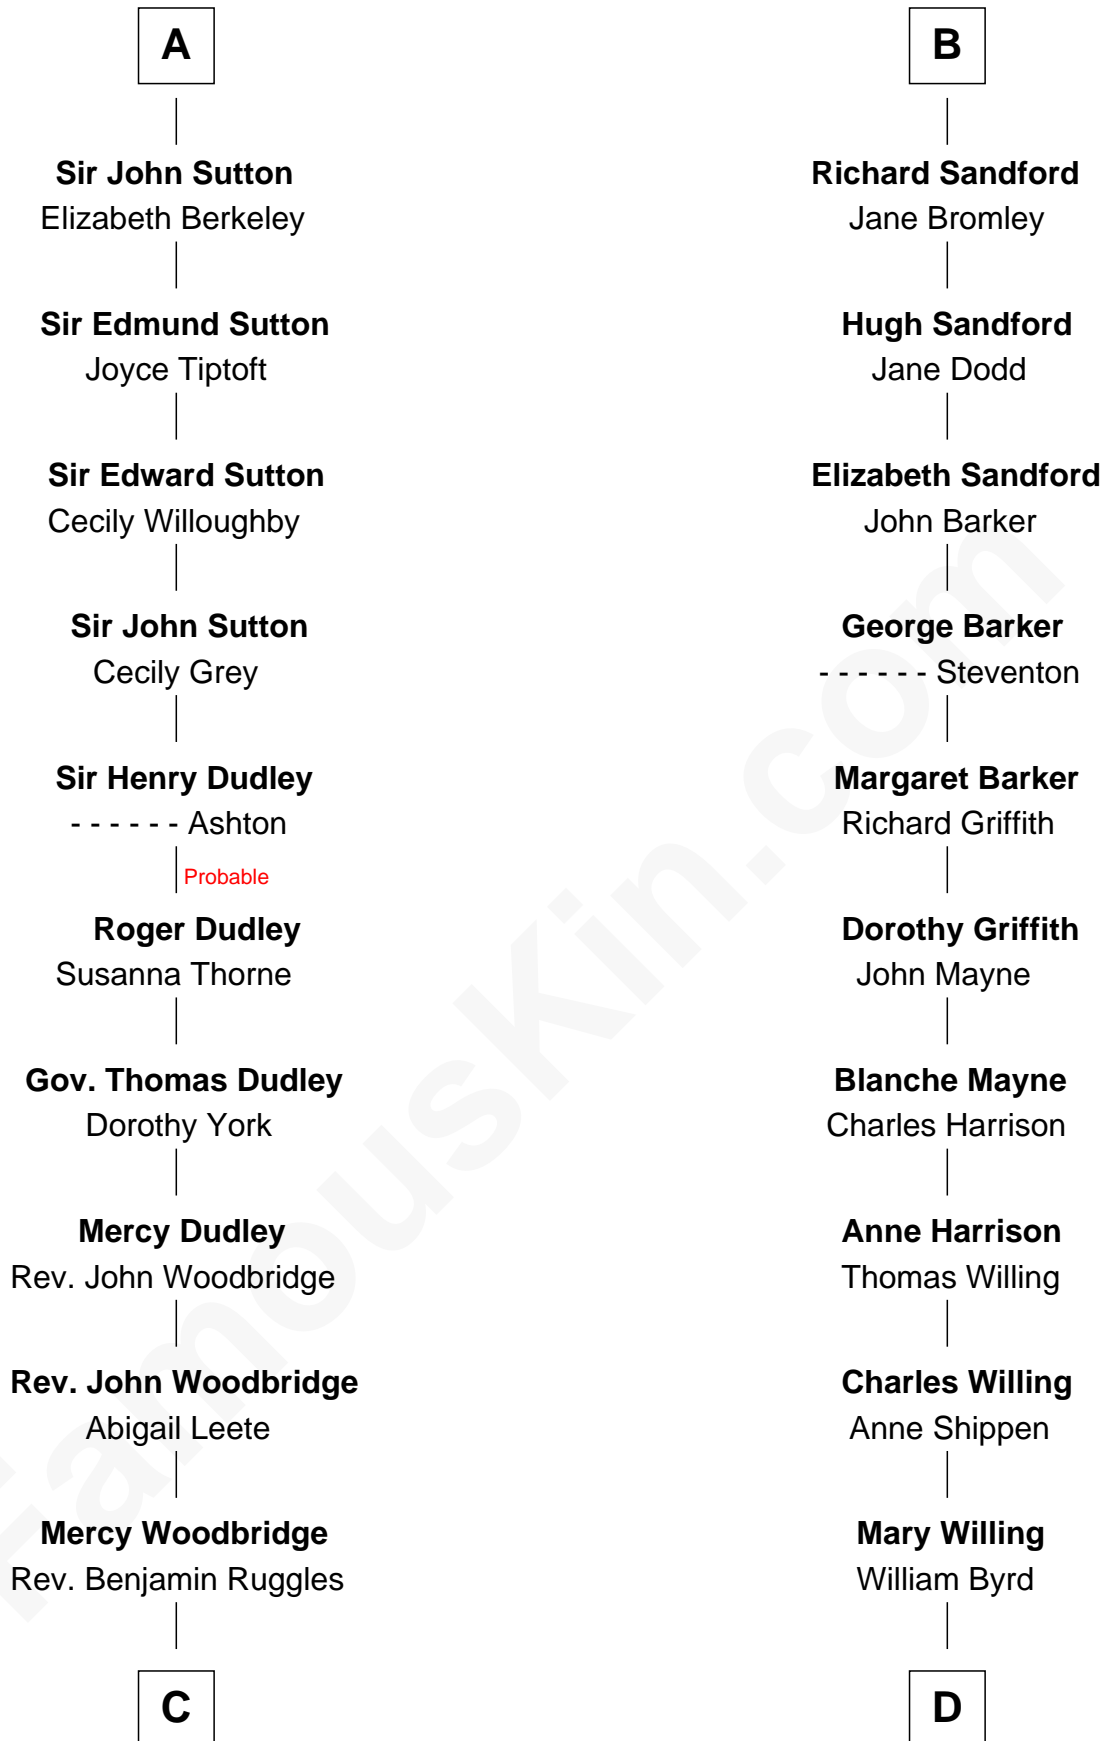 A
Sir John Sutton
Elizabeth Berkeley
Sir Edmund Sutton
Joyce Tiptoft
Sir Edward Sutton
Cecily Willoughby
Sir John Sutton
Cecily Grey
Sir Henry Dudley
- - - - - - Ashton
Probable
Roger Dudley
Susanna Thorne
Gov. Thomas Dudley
Dorothy York
Mercy Dudley
Rev. John Woodbridge
Rev. John Woodbridge
Abigail Leete
Mercy Woodbridge
Rev. Benjamin Ruggles
C
B
Richard Sandford
Jane Bromley
Hugh Sandford
Jane Dodd
Elizabeth Sandford
John Barker
George Barker
- - - - - - Steventon
Margaret Barker
Richard Griffith
Dorothy Griffith
John Mayne
Blanche Mayne
Charles Harrison
Anne Harrison
Thomas Willing
Charles Willing
Anne Shippen
Mary Willing
William Byrd
D
FamousKin.com